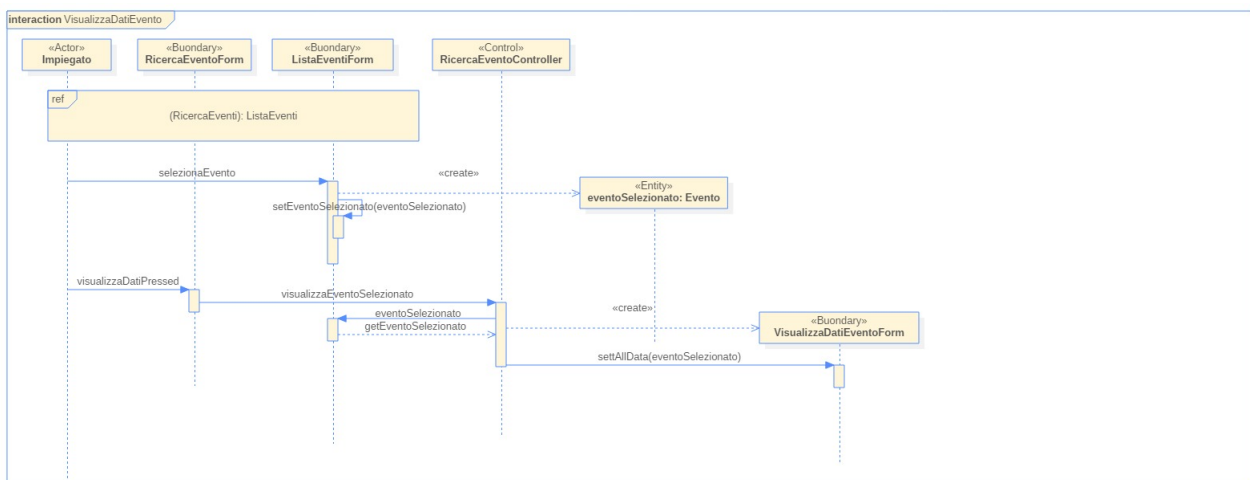 interaction VisualizzaDatiEvento
«Actor»
Impiegato
«Buondary»
RicercaEventoForm
«Buondary»
ListaEventiForm
«Control»
RicercaEventoController
ref
(RicercaEventi): ListaEventi
selezionaEvento
«create»
«Entity»
eventoSelezionato: Evento
setEventoSelezionato(eventoSelezionato)
visualizzaDatiPressed
visualizzaEventoSelezionato
eventoSelezionato
getEventoSelezionato
«create»
«Buondary»
VisualizzaDatiEventoForm
settAllData(eventoSelezionato)